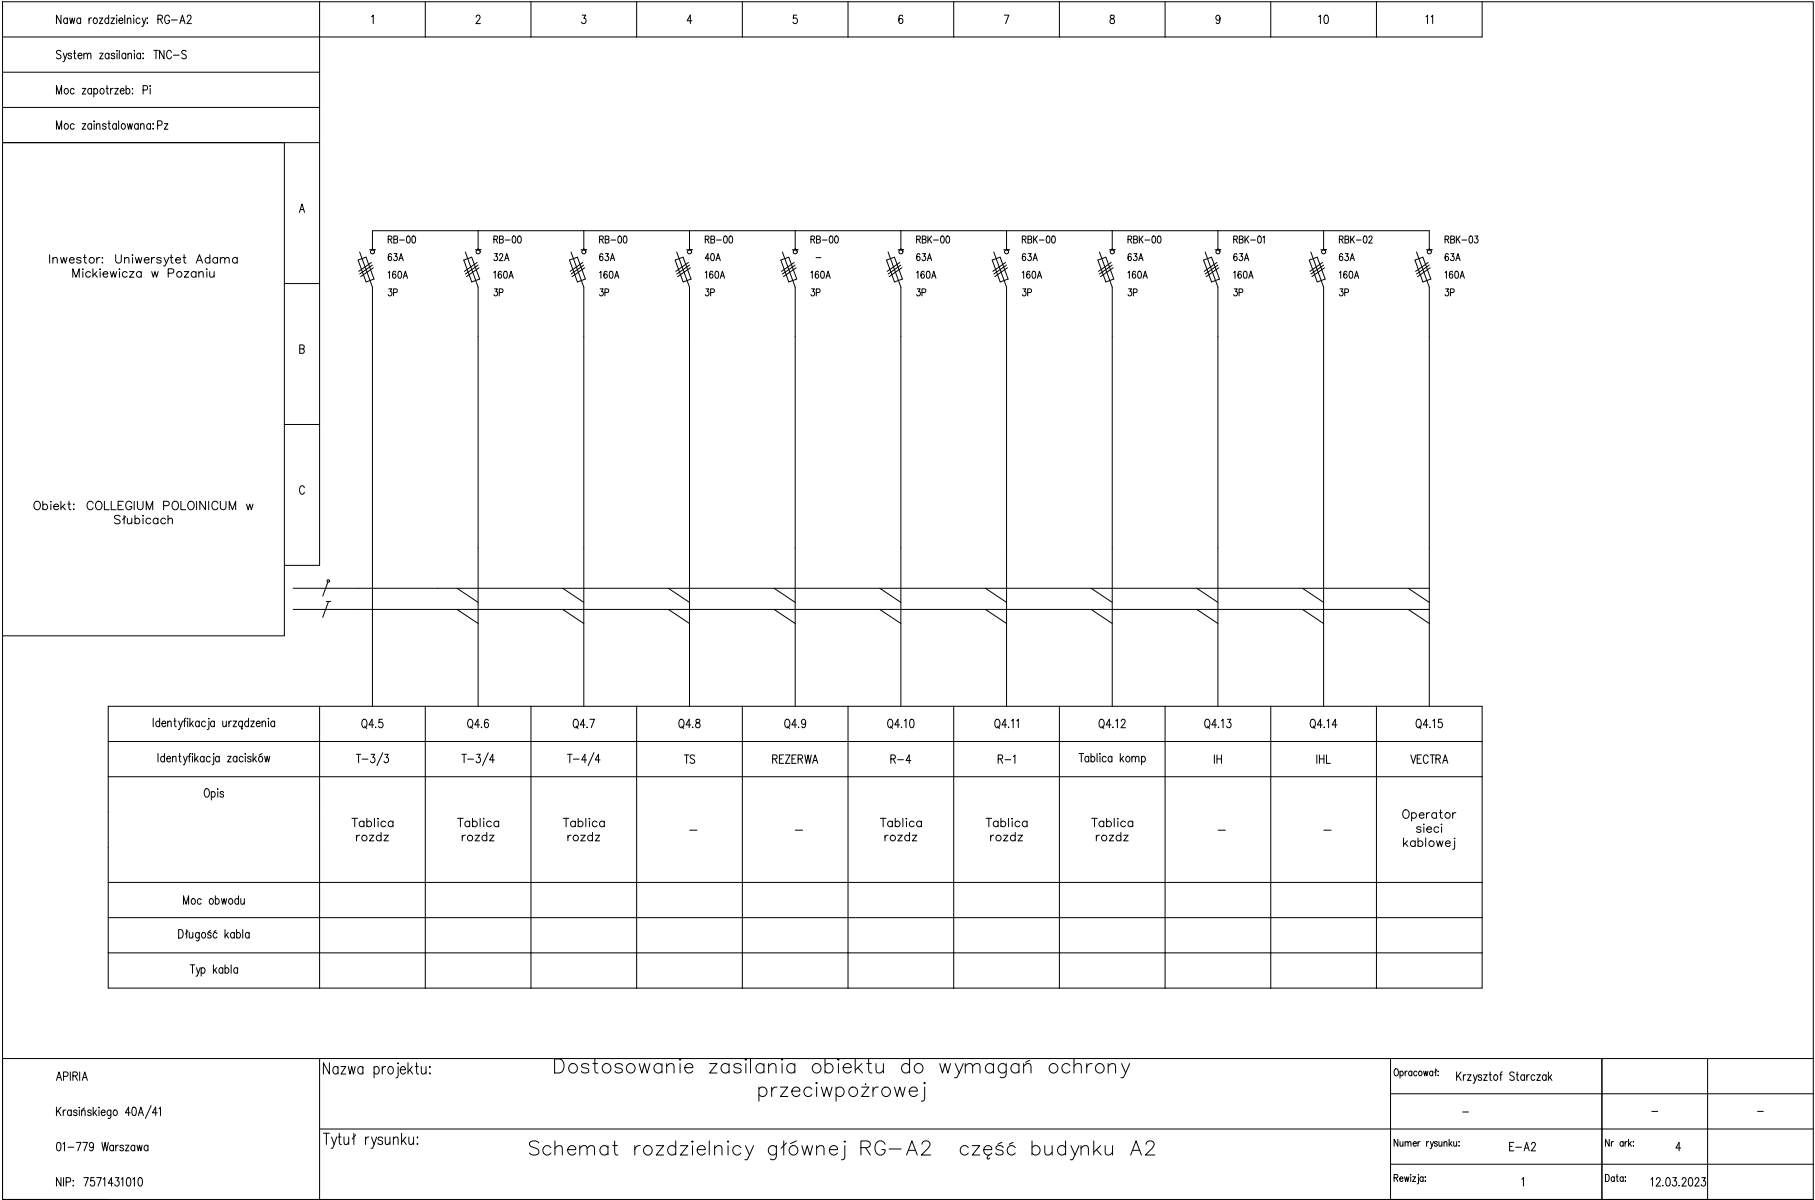 Nawa rozdzielnicy: RG-A2 1 2 3 4 5 6 7 8 9 10 11
System zasilania: TNC-S
Moc zapotrzeb: Pi
Moc zainstalowana:Pz
A
Inwestor: Uniwersytet Adama
Mickiewicza w Pozaniu
B
C
Obiekt: COLLEGIUM POLOINICUM w
Słubicach
RB-00 RB-00 RB-00 RB-00 RB-00 RBK-00 RBK-00 RBK-00 RBK-01 RBK-02 RBK-03
63A 32A 63A 40A - 63A 63A 63A 63A 63A 63A
160A 160A 160A 160A 160A 160A 160A 160A 160A 160A 160A
3P 3P 3P 3P 3P 3P 3P 3P 3P 3P 3P
Identyfikacja urządzenia Q4.5 Q4.6 Q4.7 Q4.8 Q4.9 Q4.10 Q4.11 Q4.12 Q4.13 Q4.14 Q4.15
Identyfikacja zacisków T-3/3 T-3/4 T-4/4 TS REZERWA R-4 R-1 Tablica komp IH IHL VECTRA
Opis
Tablica
rozdz
Tablica
rozdz
Tablica
rozdz
-
-
Tablica
rozdz
Tablica
rozdz
Tablica
rozdz
-
-
Operator
sieci
kablowej
Moc obwodu
Długość kabla
Typ kabla
APIRIA
Krasińskiego 40A/41
01-779 Warszawa
NIP: 7571431010
Nazwa projektu: Dostosowanie zasilania obiektu do wymagań ochrony
przeciwpożrowej
Tytuł rysunku: Schemat rozdzielnicy głównej RG-A2 część budynku A2
Opracował: Krzysztof Starczak
- - -
Numer rysunku: E-A2 Nr ark: 4
Rewizja: 1 Data: 12.03.2023